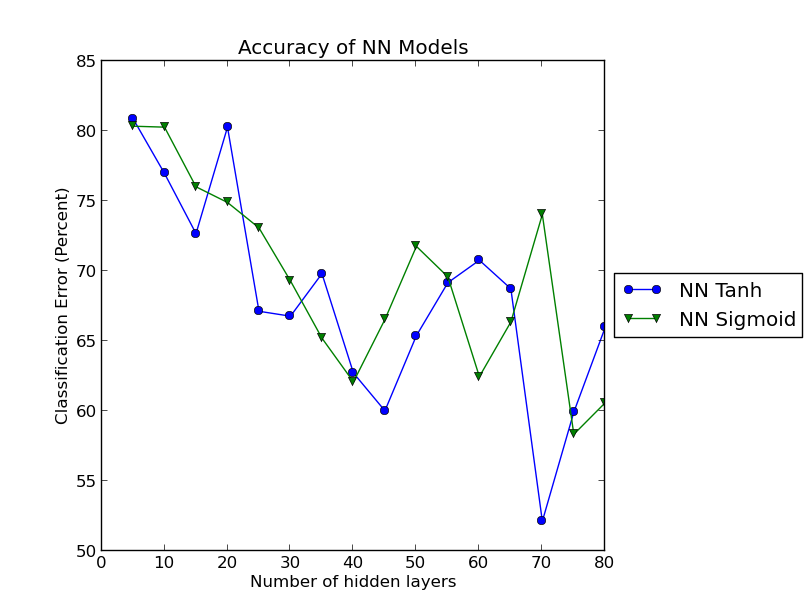 Accuracy of NN Models
85
80
75
70
65
60
55
50
Classification Error (Percent)
0 10 20 30 40 50 60 70 80
Number of hidden layers
NN Tanh
NN Sigmoid